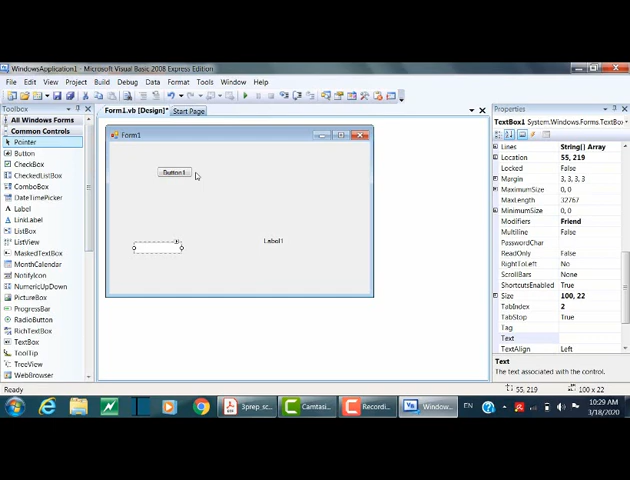 WindowsApplication1 - Microsoft Visual Basic 2008 Express Edition
File Edit View Project Build Debug Data Format Tools Window Help
Toolbox
All Windows Forms
Common Controls
Pointer
Button
CheckBox
CheckedListBox
ComboBox
DateTimePicker
Label
LinkLabel
ListBox
ListView
MaskedTextBox
MonthCalendar
NotifyIcon
NumericUpDown
PictureBox
ProgressBar
RadioButton
RichTextBox
TextBox
ToolTip
TreeView
WebBrowser
Form1.vb [Design]* Start Page
Form1
Button1
Label1
Properties
TextBox1 System.Windows.Forms.TextBox
Lines String[] Array
Location 55, 219
Locked False
Margin 3, 3, 3, 3
MaximumSize 0, 0
MaxLength 32767
MinimumSize 0, 0
Modifiers Friend
Multiline False
PasswordChar
ReadOnly False
RightToLeft No
ScrollBars None
ShortcutsEnabled True
Size 100, 22
TabIndex 2
TabStop True
Tag
Text
TextAlign Left
Text
The text associated with the control.
Ready 55, 219 100 x 22
3prep_sc... Camtasi... Recordi... Window... EN 10:29 AM
3/18/2020